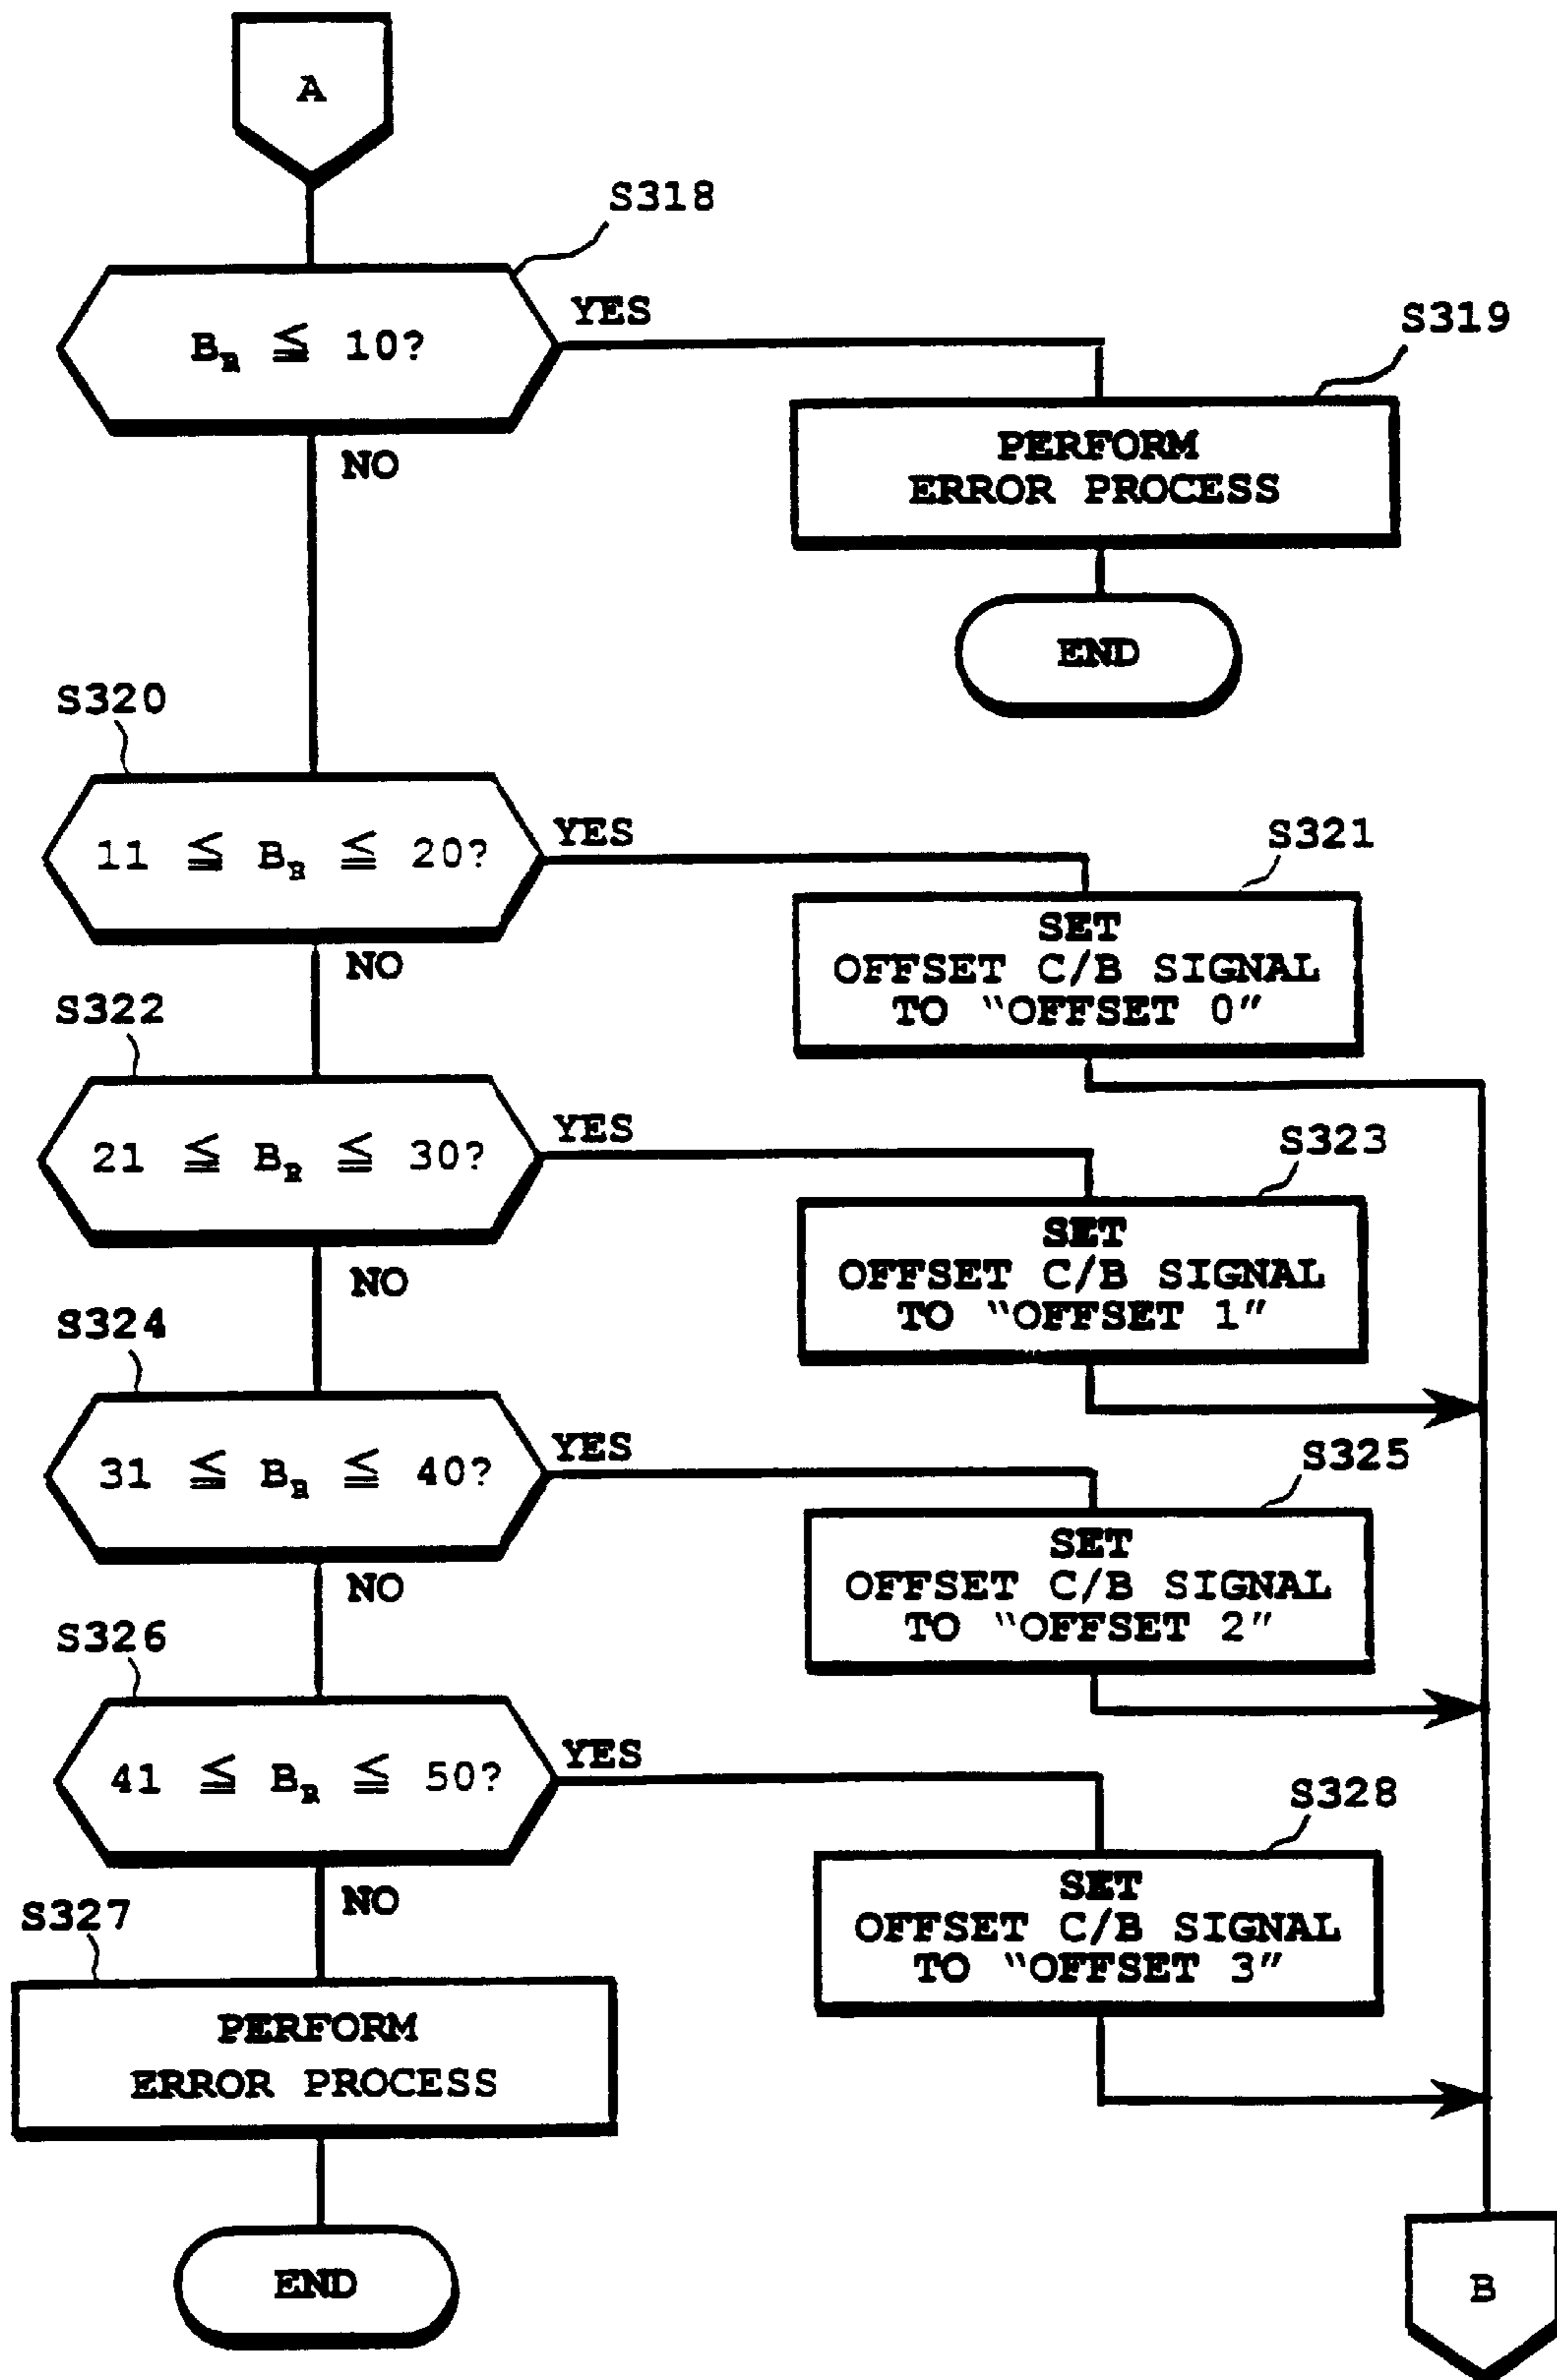 A
S318
B_R ≦ 10?
YES
NO
S319
PERFORM
ERROR PROCESS
END
S320
11 ≦ B_R ≦ 20?
YES
NO
S321
SET
OFFSET C/B SIGNAL
TO "OFFSET 0"
S322
21 ≦ B_R ≦ 30?
YES
NO
S323
SET
OFFSET C/B SIGNAL
TO "OFFSET 1"
S324
31 ≦ B_R ≦ 40?
YES
NO
S325
SET
OFFSET C/B SIGNAL
TO "OFFSET 2"
S326
41 ≦ B_R ≦ 50?
YES
NO
S328
SET
OFFSET C/B SIGNAL
TO "OFFSET 3"
S327
PERFORM
ERROR PROCESS
END
B